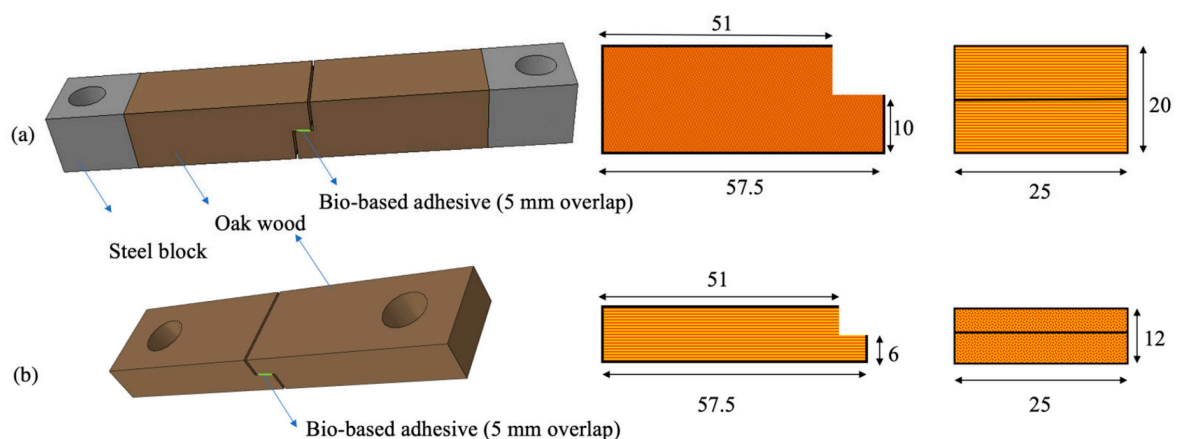 51
(a)
10
20
57.5
25
Bio-based adhesive (5 mm overlap)
Oak wood
Steel block
51
(b)
6
12
57.5
25
Bio-based adhesive (5 mm overlap)